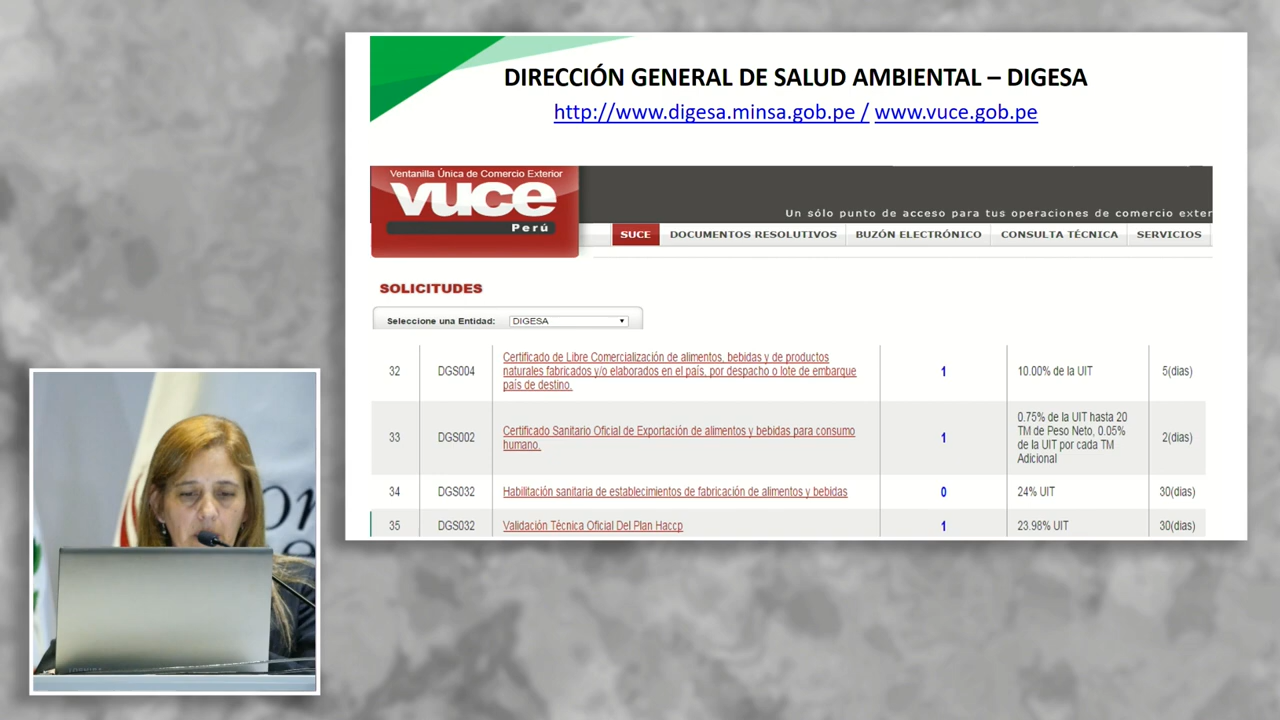 DIRECCIÓN GENERAL DE SALUD AMBIENTAL – DIGESA
http://www.digesa.minsa.gob.pe / www.vuce.gob.pe
Ventanilla Única de Comercio Exterior
vuce
Perú
Un sólo punto de acceso para tus operaciones de comercio exter
SUCE DOCUMENTOS RESOLUTIVOS BUZÓN ELECTRÓNICO CONSULTA TÉCNICA SERVICIOS
SOLICITUDES
Seleccione una Entidad: DIGESA
32 DGS004 Certificado de Libre Comercialización de alimentos, bebidas y de productos
naturales fabricados y/o elaborados en el país, por despacho o lote de embarque
país de destino. 1 10.00% de la UIT 5(dias)
33 DGS002 Certificado Sanitario Oficial de Exportación de alimentos y bebidas para consumo
humano. 1 0.75% de la UIT hasta 20
TM de Peso Neto, 0.05%
de la UIT por cada TM
Adicional 2(dias)
34 DGS032 Habilitación sanitaria de establecimientos de fabricación de alimentos y bebidas 0 24% UIT 30(dias)
35 DGS032 Validación Técnica Oficial Del Plan Haccp 1 23.98% UIT 30(dias)